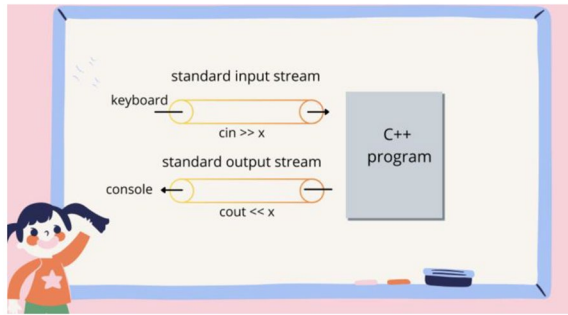 standard input stream
keyboard
cin >> x
standard output stream
console
cout << x
C++
program